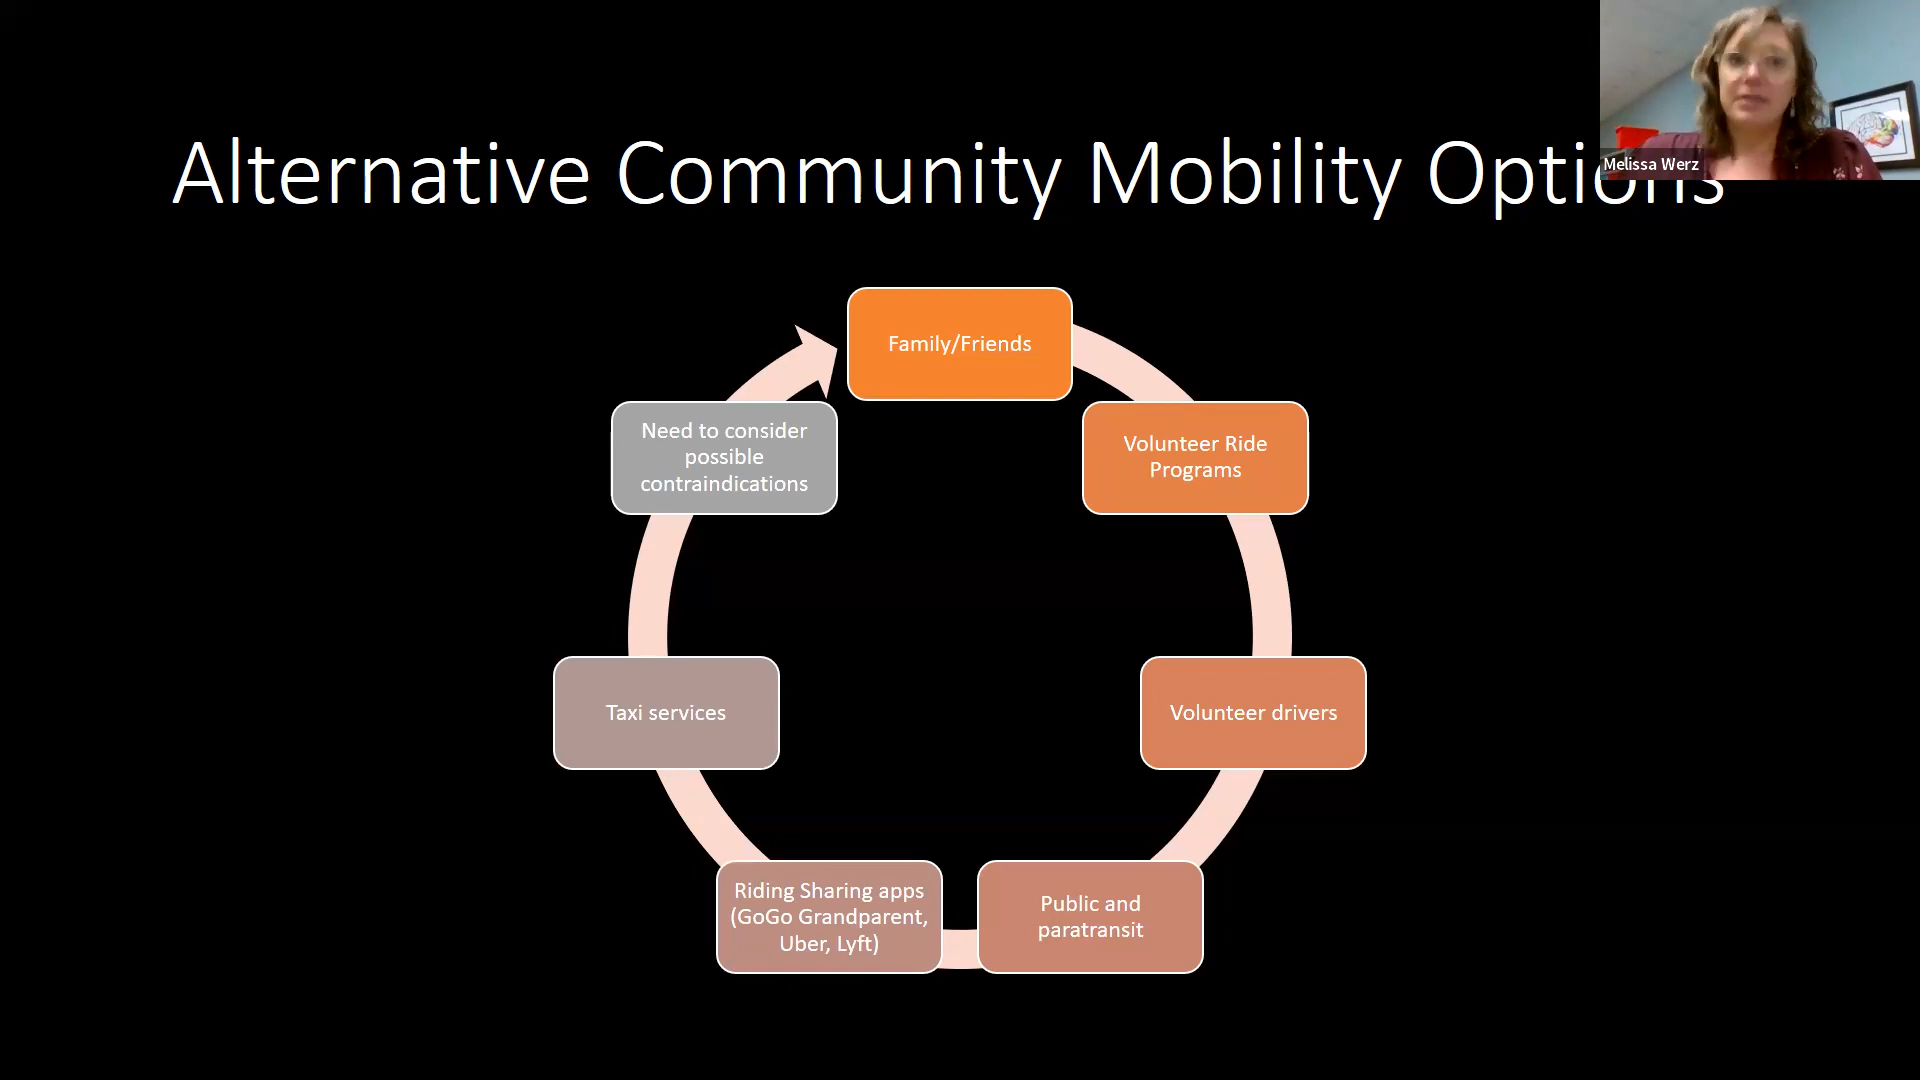 Alternative Community Mobility Options
Melissa Werz
Family/Friends
Volunteer Ride
Programs
Volunteer drivers
Public and
paratransit
Riding Sharing apps
(GoGo Grandparent,
Uber, Lyft)
Taxi services
Need to consider
possible
contraindications